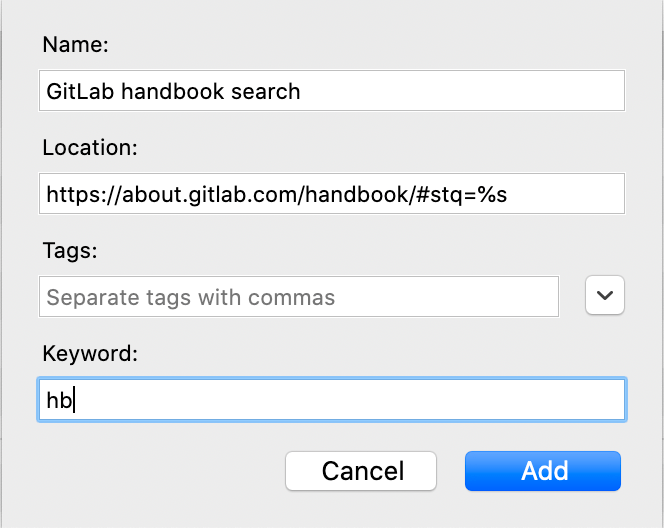 Name:
GitLab handbook search
Location:
https://about.gitlab.com/handbook/#stq=%s
Tags:
Separate tags with commas
Keyword:
hb
Cancel Add